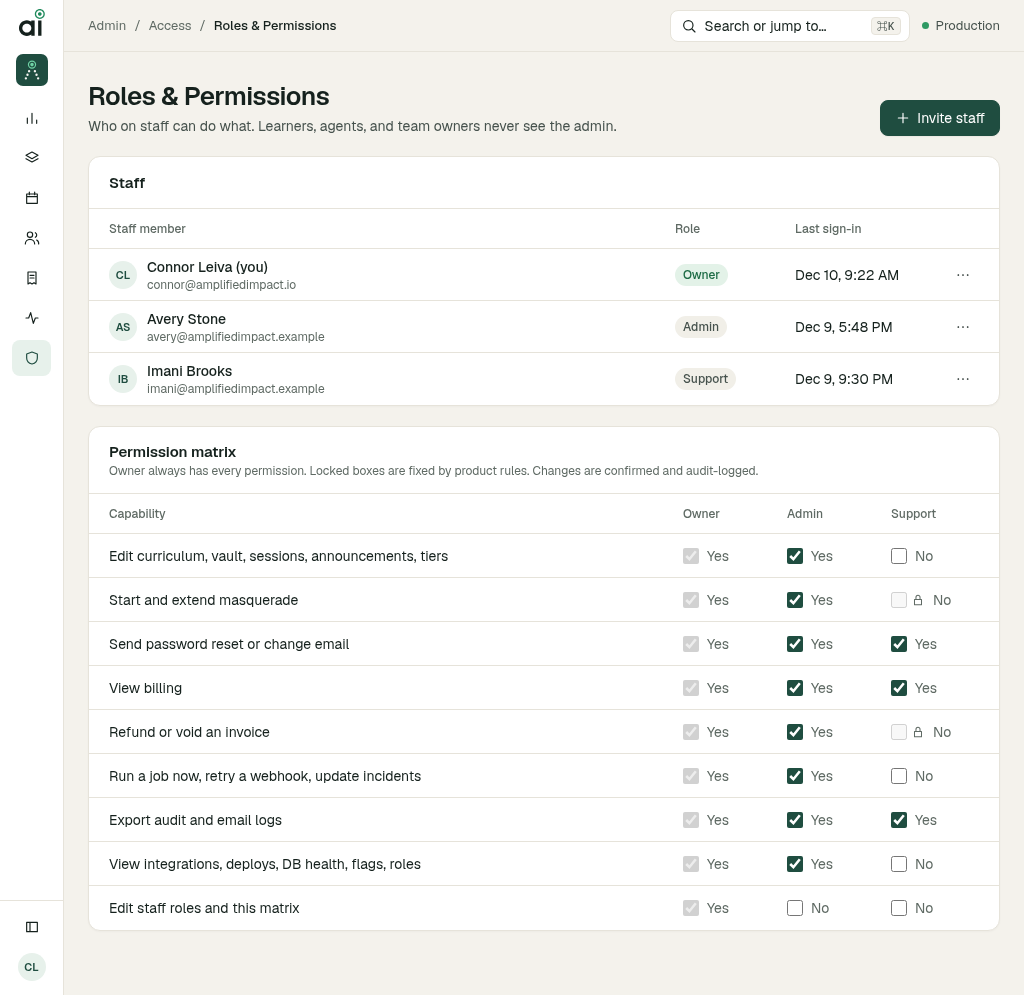 ai
Admin / Access / Roles & Permissions
Search or jump to... ⌘K
Production
Roles & Permissions
Who on staff can do what. Learners, agents, and team owners never see the admin.
Invite staff
Staff
Staff member Role Last sign-in
CL Connor Leiva (you) Owner Dec 10, 9:22 AM
connor@amplifiedimpact.io
AS Avery Stone Admin Dec 9, 5:48 PM
avery@amplifiedimpact.example
IB Imani Brooks Support Dec 9, 9:30 PM
imani@amplifiedimpact.example
Permission matrix
Owner always has every permission. Locked boxes are fixed by product rules. Changes are confirmed and audit-logged.
Capability Owner Admin Support
Edit curriculum, vault, sessions, announcements, tiers Yes Yes No
Start and extend masquerade Yes Yes No
Send password reset or change email Yes Yes Yes
View billing Yes Yes Yes
Refund or void an invoice Yes Yes No
Run a job now, retry a webhook, update incidents Yes Yes No
Export audit and email logs Yes Yes Yes
View integrations, deploys, DB health, flags, roles Yes Yes No
Edit staff roles and this matrix Yes No No
CL